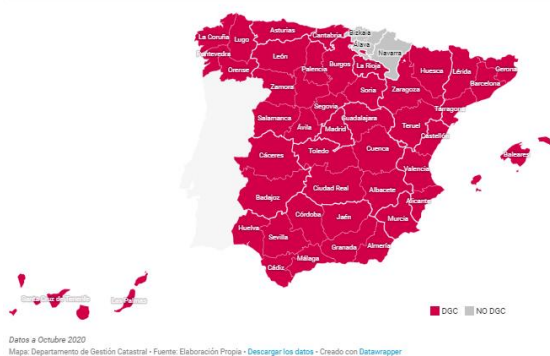 Bizkaia
Asturias
Cantabria
La Coruña
Lugo
Álava
Navarra
Pontevedra
León
Burgos
La Rioja
Huesca
Lérida
Gerona
Orense
Palencia
Barcelona
Zamora
Soria
Zaragoza
Tarragona
Segovia
Salamanca
Guadalajara
Ávila
Madrid
Teruel
Castellón
Cáceres
Toledo
Cuenca
Baleares
Valencia
Badajoz
Ciudad Real
Albacete
Alicante
Córdoba
Jaén
Murcia
Huelva
Sevilla
Granada
Almería
Málaga
Cádiz
Santa Cruz de Tenerife
Las Palmas
DGC
NO DGC
Datos a Octubre 2020
Mapa: Departamento de Gestión Catastral • Fuente: Elaboración Propia • Descargar los datos • Creado con Datawrapper